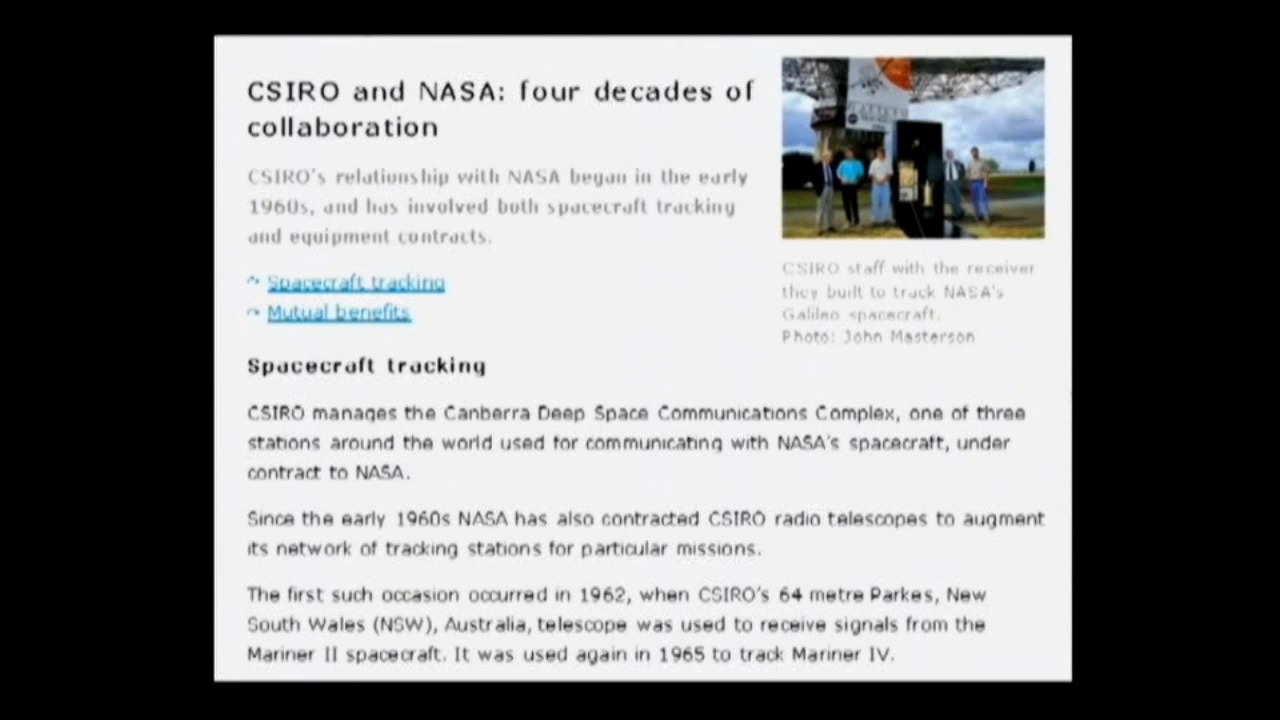 CSIRO and NASA: four decades of
collaboration
CSIRO's relationship with NASA began in the early
1960s, and has involved both spacecraft tracking
and equipment contracts.
Spacecraft tracking
Mutual benefits
CSIRO staff with the receiver
they built to track NASA's
Galileo spacecraft.
Photo: John Masterson
Spacecraft tracking
CSIRO manages the Canberra Deep Space Communications Complex, one of three
stations around the world used for communicating with NASA's spacecraft, under
contract to NASA.
Since the early 1960s NASA has also contracted CSIRO radio telescopes to augment
its network of tracking stations for particular missions.
The first such occasion occurred in 1962, when CSIRO's 64 metre Parkes, New
South Wales (NSW), Australia, telescope was used to receive signals from the
Mariner II spacecraft. It was used again in 1965 to track Mariner IV.